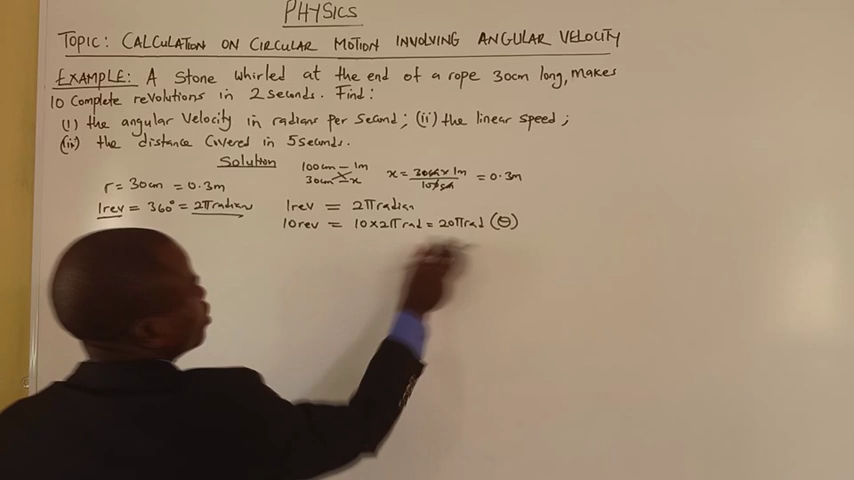 PHYSICS
TOPIC: CALCULATION ON CIRCULAR MOTION INVOLVING ANGULAR VELOCITY
EXAMPLE: A Stone whirled at the end of a rope 30cm long, makes
10 Complete revolutions in 2 seconds. Find:
(i) the angular velocity in radians per second; (ii) the linear speed;
(iii) the distance covered in 5 seconds.
Solution
100cm — 1m
30cm — x
x = 30cm × 1m / 100cm = 0.3m
r = 30cm = 0.3m
1rev = 360° = 2π radian
1rev = 2π radian
10rev = 10 × 2π rad = 20π rad (θ)